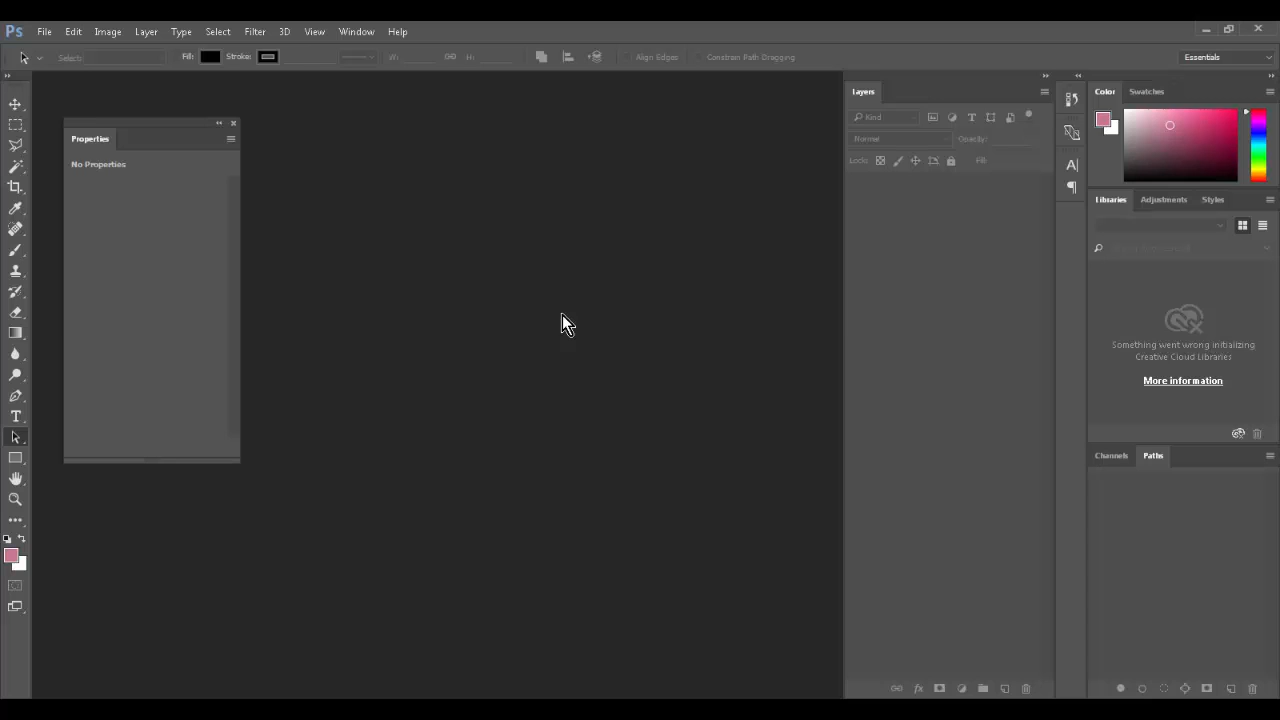 Ps File Edit Image Layer Type Select Filter 3D View Window Help
Select: Fill: Stroke: W: H: Align Edges Constrain Path Dragging Essentials
Properties
No Properties
Layers
Kind
Normal Opacity:
Lock: Fill:
Color Swatches
Libraries Adjustments Styles
Something went wrong initializing
Creative Cloud Libraries
More information
Channels Paths